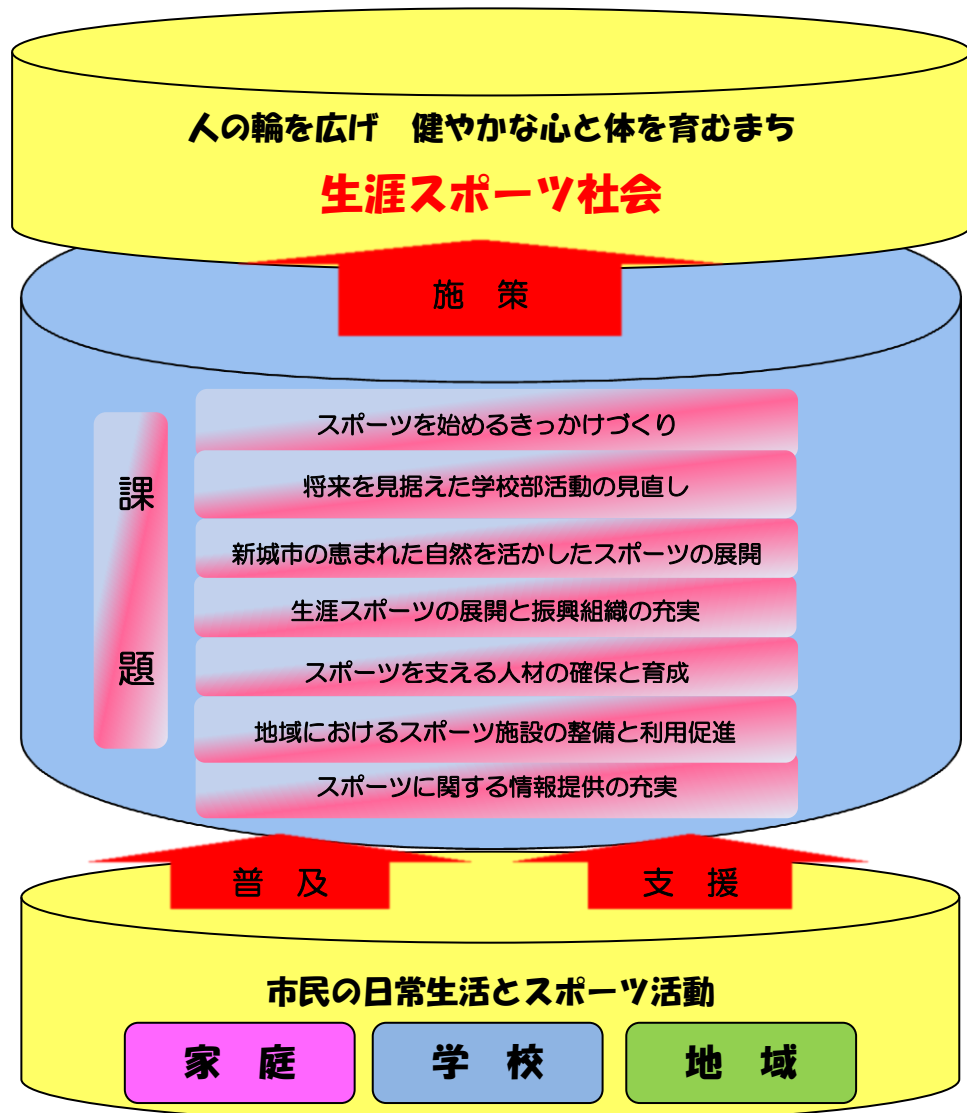 人の輪を広げ　健やかな心と体を育むまち
生涯スポーツ社会
施　策
課題
スポーツを始めるきっかけづくり
将来を見据えた学校部活動の見直し
新城市の恵まれた自然を活かしたスポーツの展開
生涯スポーツの展開と振興組織の充実
スポーツを支える人材の確保と育成
地域におけるスポーツ施設の整備と利用促進
スポーツに関する情報提供の充実
普　及
支　援
市民の日常生活とスポーツ活動
家　庭
学　校
地　域